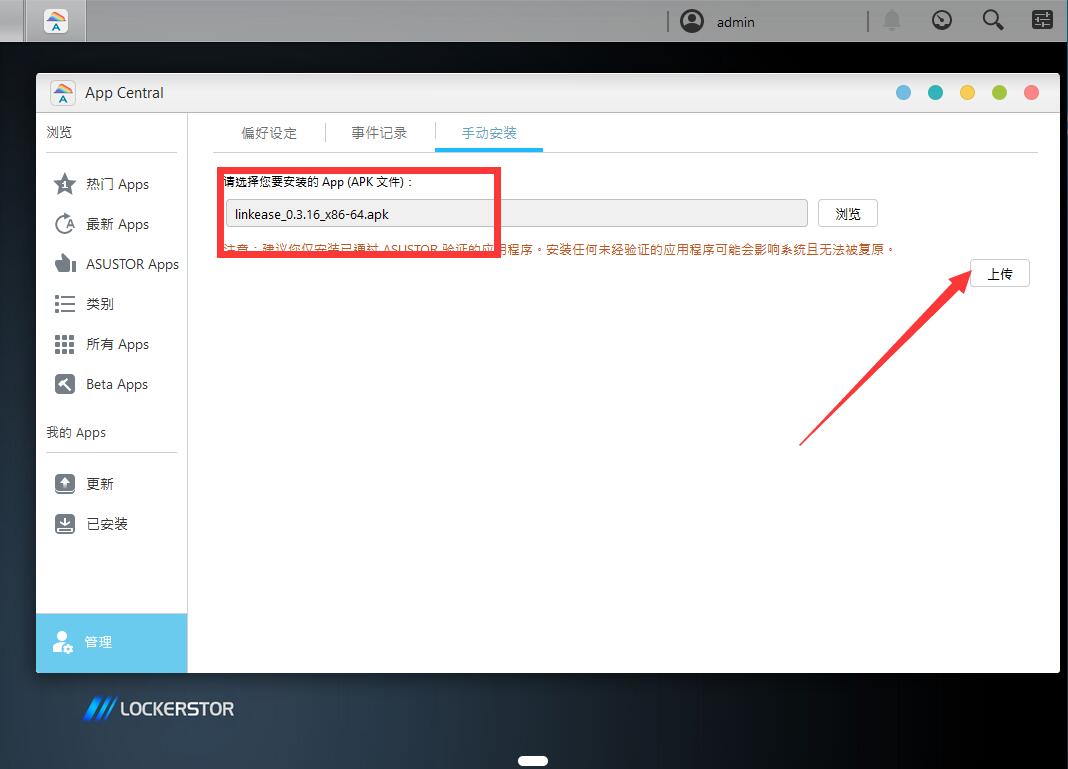 admin
App Central
浏览
热门 Apps
最新 Apps
ASUSTOR Apps
类别
所有 Apps
Beta Apps
我的 Apps
更新
已安装
管理
偏好设定
事件记录
手动安装
请选择您要安装的 App (APK 文件)：
linkease_0.3.16_x86-64.apk
浏览
注意：建议您仅安装已通过 ASUSTOR 验证的应用程序。安装任何未经验证的应用程序可能会影响系统且无法被复原。
上传
LOCKERSTOR